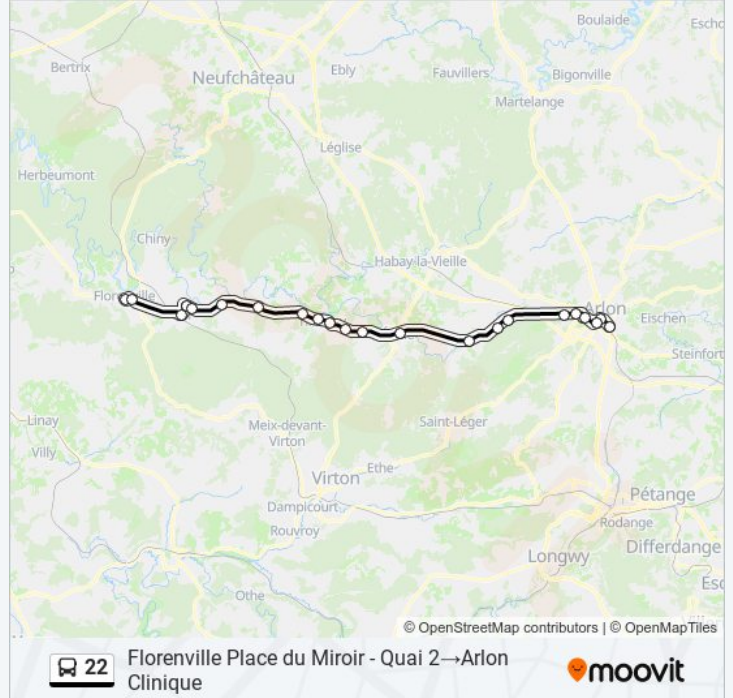 Boulaide
Esch
Bertrix
Neufchâteau
Ebly
Fauvillers
Bigonville
Martelange
Léglise
Herbeumont
Chiny
Habay-la-Vieille
Florenville
Arlon
Eischen
Steinfort
Linay
Villy
Meix-devant-
Virton
Saint-Léger
Virton
Ethe
Dampicourt
Rouvroy
Pétange
Rodange
Differdange
Longwy
Esc
Othe
© OpenStreetMap contributors | © OpenMapTiles
22
Florenville Place du Miroir - Quai 2→Arlon
Clinique
moovit